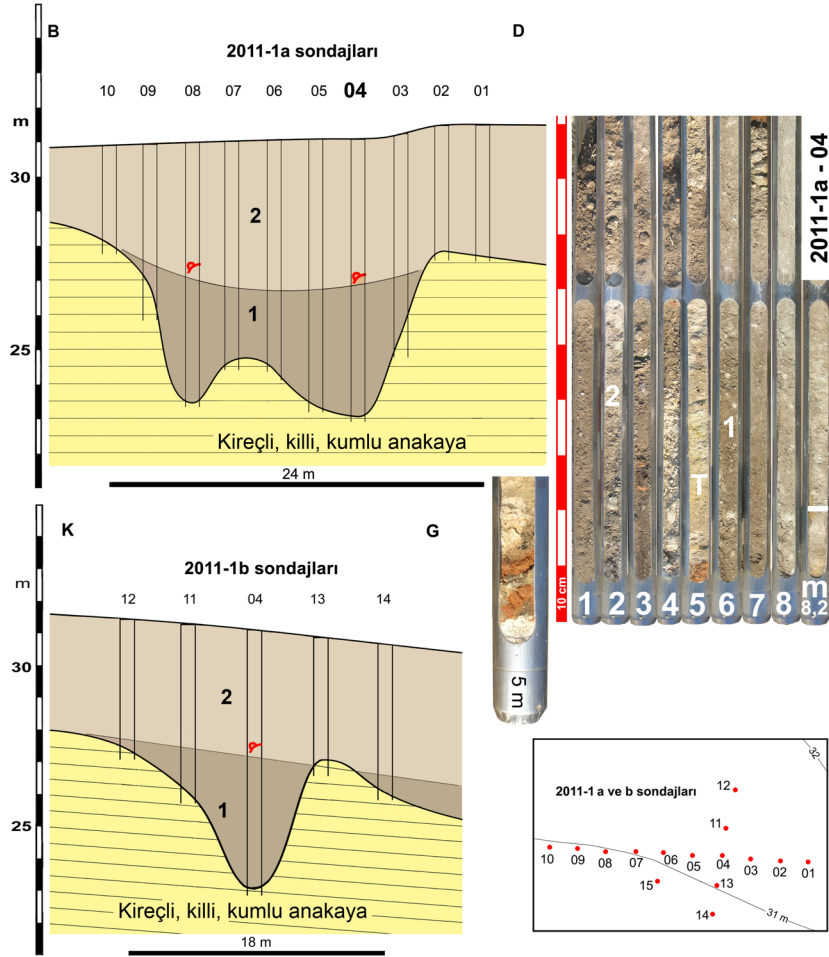 B
D
2011-1a sondajları
10 09 08 07 06 05 04 03 02 01
m
30
25
2
1
Kireçli, killi, kumlu anakaya
24 m
2011-1a - 04
2
T
1
10 cm
1 2 3 4 5 6 7 8 m 8,2
5 m
K
G
2011-1b sondajları
12 11 04 13 14
m
30
25
2
1
Kireçli, killi, kumlu anakaya
18 m
32
2011-1 a ve b sondajları
12
11
10 09 08 07 06 05 04 03 02 01
15
13
14
31 m